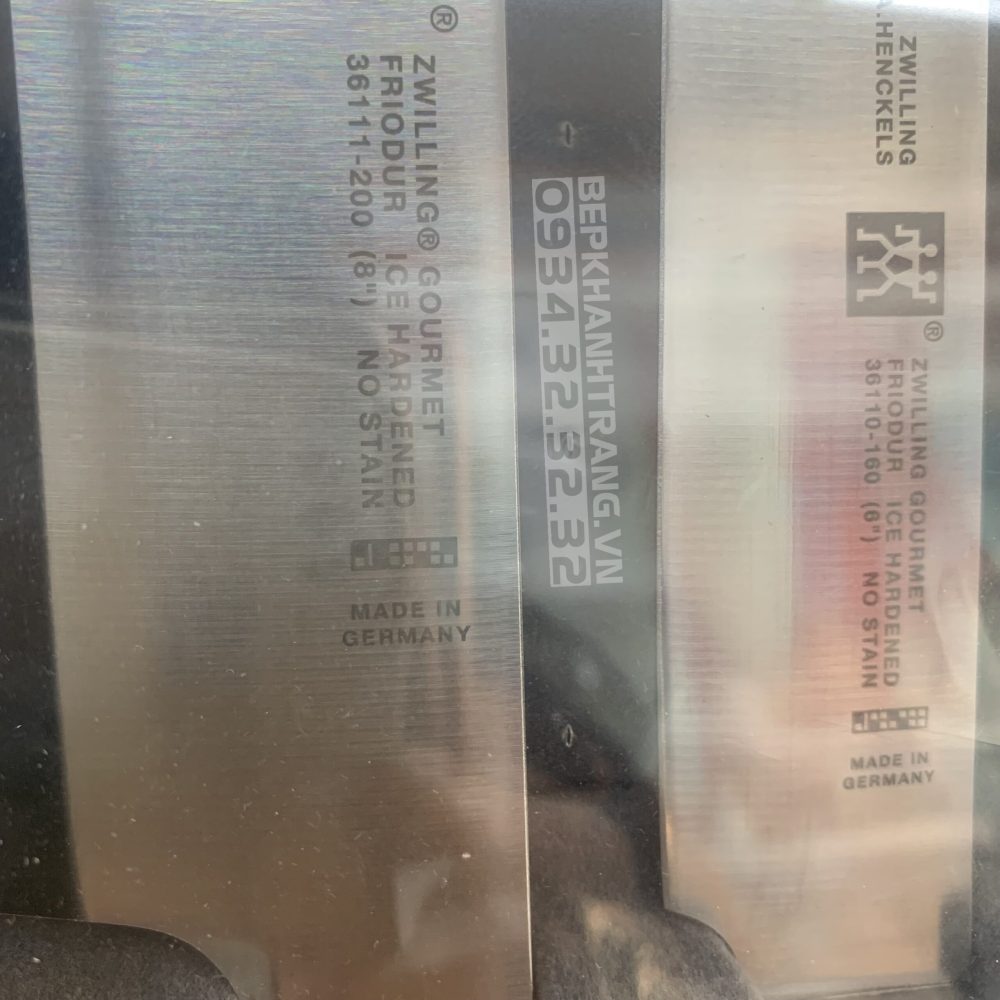 ®
ZWILLING® GOURMET
FRIODUR ICE HARDENED
36111-200 (8") NO STAIN
MADE IN
GERMANY
BEPKHANHTRANG.VN
0934.32.32.32
ZWILLING
.HENCKELS
®
ZWILLING GOURMET
FRIODUR ICE HARDENED
36110-160 (6") NO STAIN
MADE IN
GERMANY